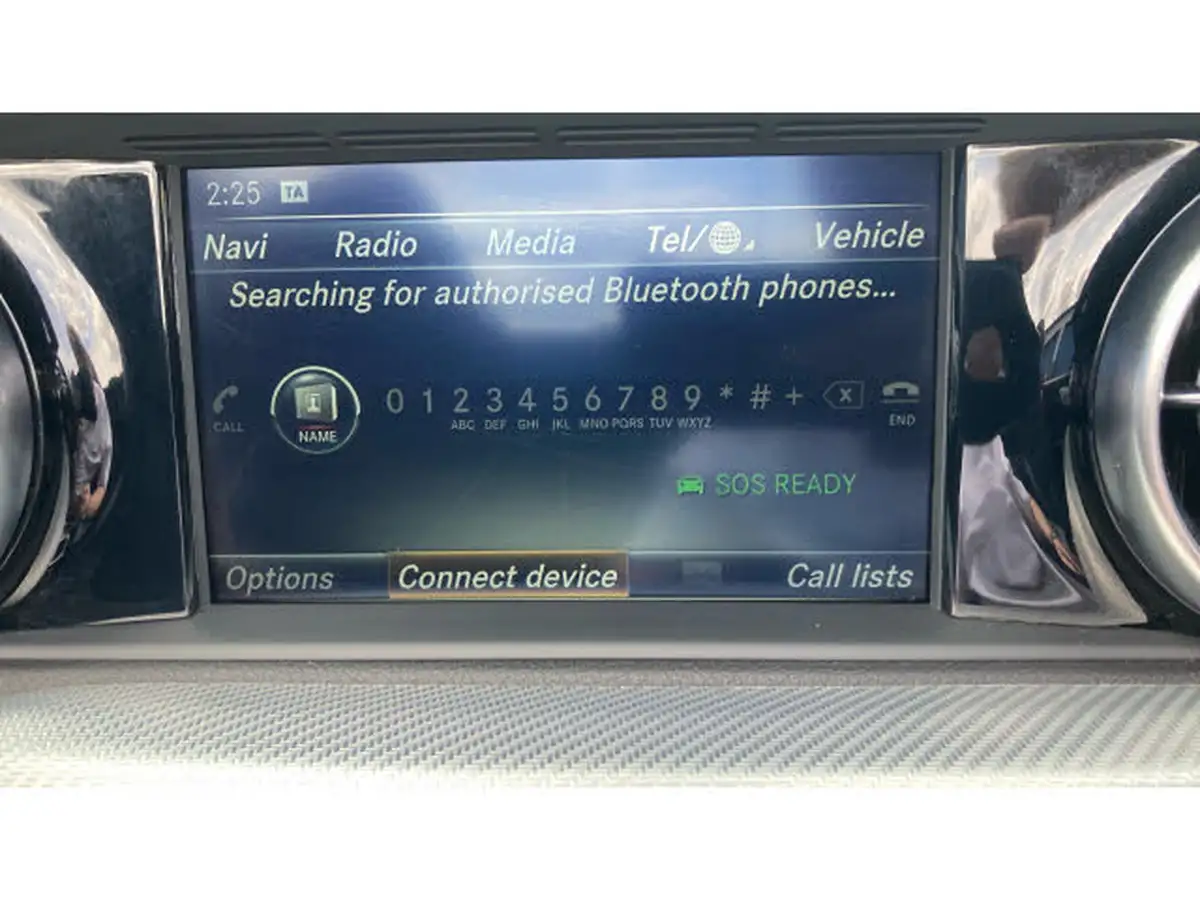 2:25 TA
Navi Radio Media Tel/ Vehicle
Searching for authorised Bluetooth phones...
0 1 2 3 4 5 6 7 8 9 * # + X
CALL NAME ABC DEF GHI JKL MNO PQRS TUV WXYZ END
SOS READY
Options Connect device Call lists